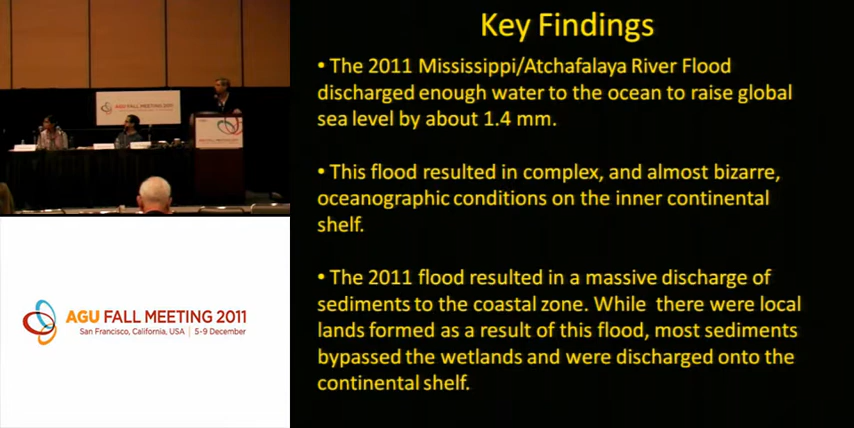 AGU FALL MEETING 2011
AGU FALL MEETING 2011
San Francisco, California, USA | 5-9 December
Key Findings
• The 2011 Mississippi/Atchafalaya River Flood
discharged enough water to the ocean to raise global
sea level by about 1.4 mm.
• This flood resulted in complex, and almost bizarre,
oceanographic conditions on the inner continental
shelf.
• The 2011 flood resulted in a massive discharge of
sediments to the coastal zone. While there were local
lands formed as a result of this flood, most sediments
bypassed the wetlands and were discharged onto the
continental shelf.